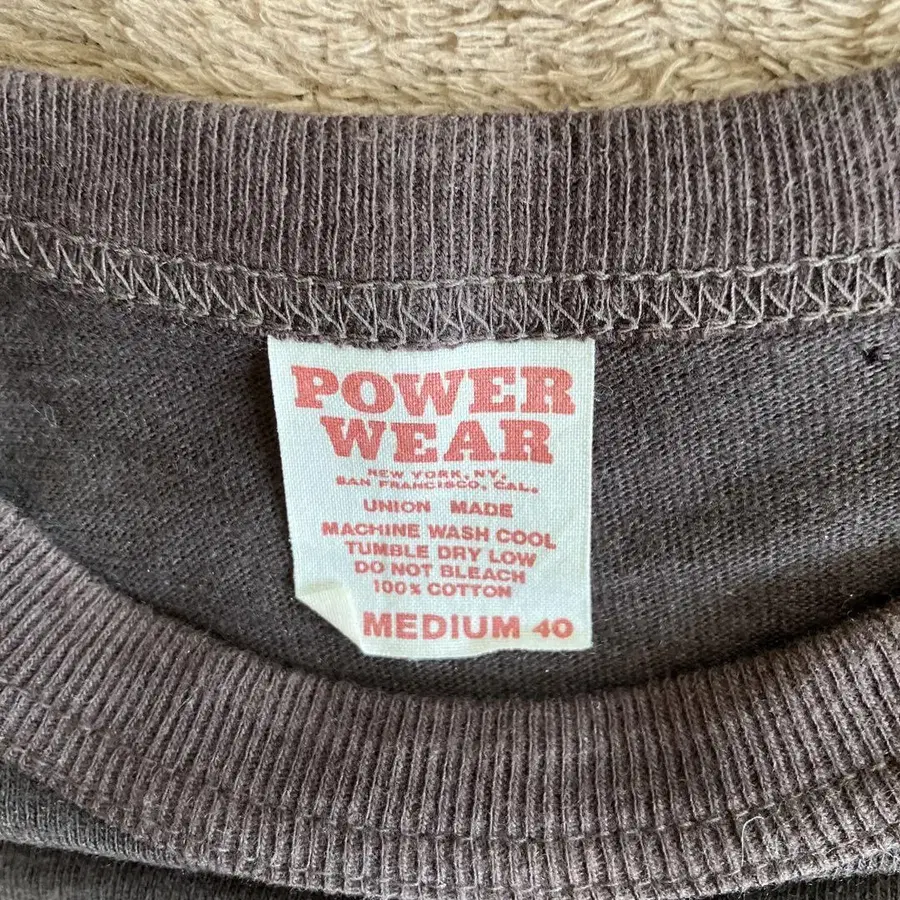 POWER
WEAR
NEW YORK, NY.
SAN FRANCISCO, CAL.
UNION MADE
MACHINE WASH COOL
TUMBLE DRY LOW
DO NOT BLEACH
100% COTTON
MEDIUM 40